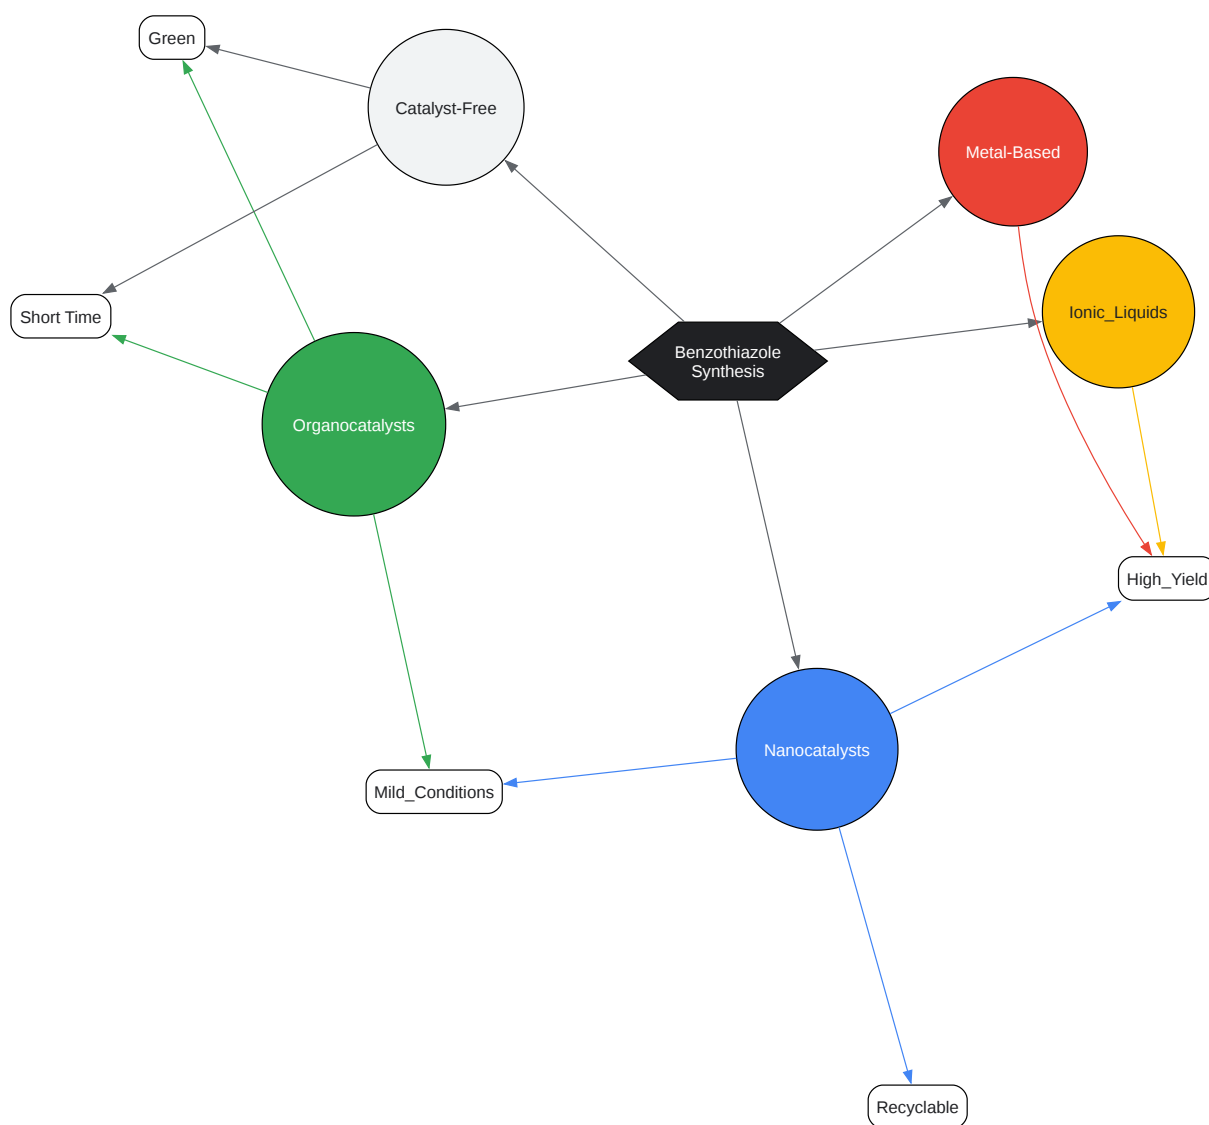 Green
Catalyst-Free
Metal-Based
Ionic_Liquids
Short Time
Benzothiazole
Synthesis
Organocatalysts
High_Yield
Nanocatalysts
Mild_Conditions
Recyclable